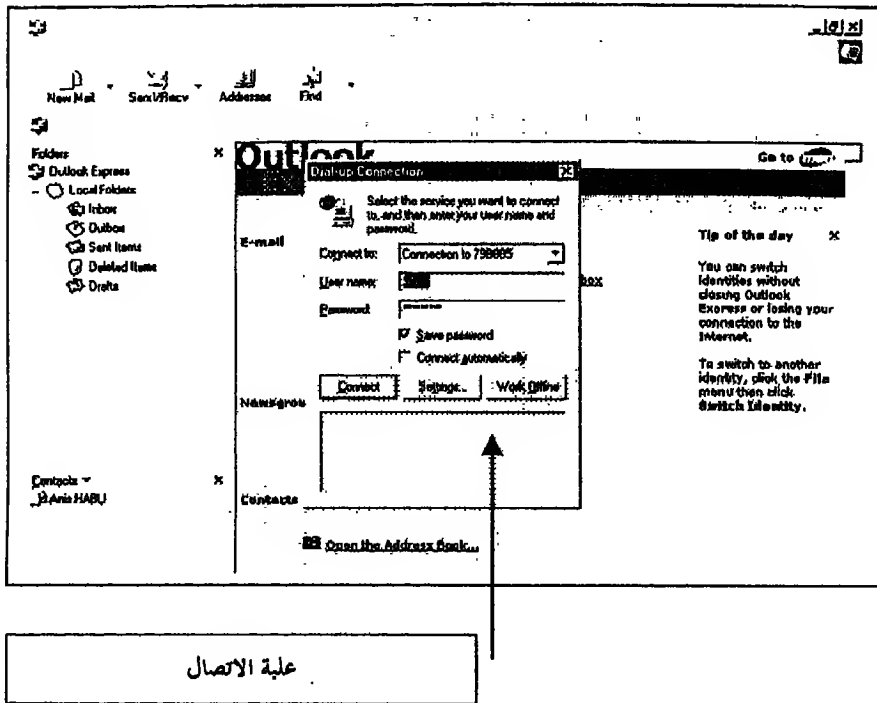 New Mail
Send/Recv
Addresses
Find
Folders
Outlook Express
Local Folders
Inbox
Outbox
Sent Items
Deleted Items
Drafts
Contacts
Outlook
Go to
E-mail
Newsgrou
Contacts
Open the Address Book...
Dial-up Connection
Select the service you want to connect
to, and then enter your user name and
password.
Connect to: Connection to 798005
User name:
Password:
Save password
Connect automatically
Connect Settings... Work Offline
box
Tip of the day
You can switch
identities without
closing Outlook
Express or losing your
connection to the
Internet.
To switch to another
identity, click the File
menu then click
Switch Identity.
علبة الاتصال